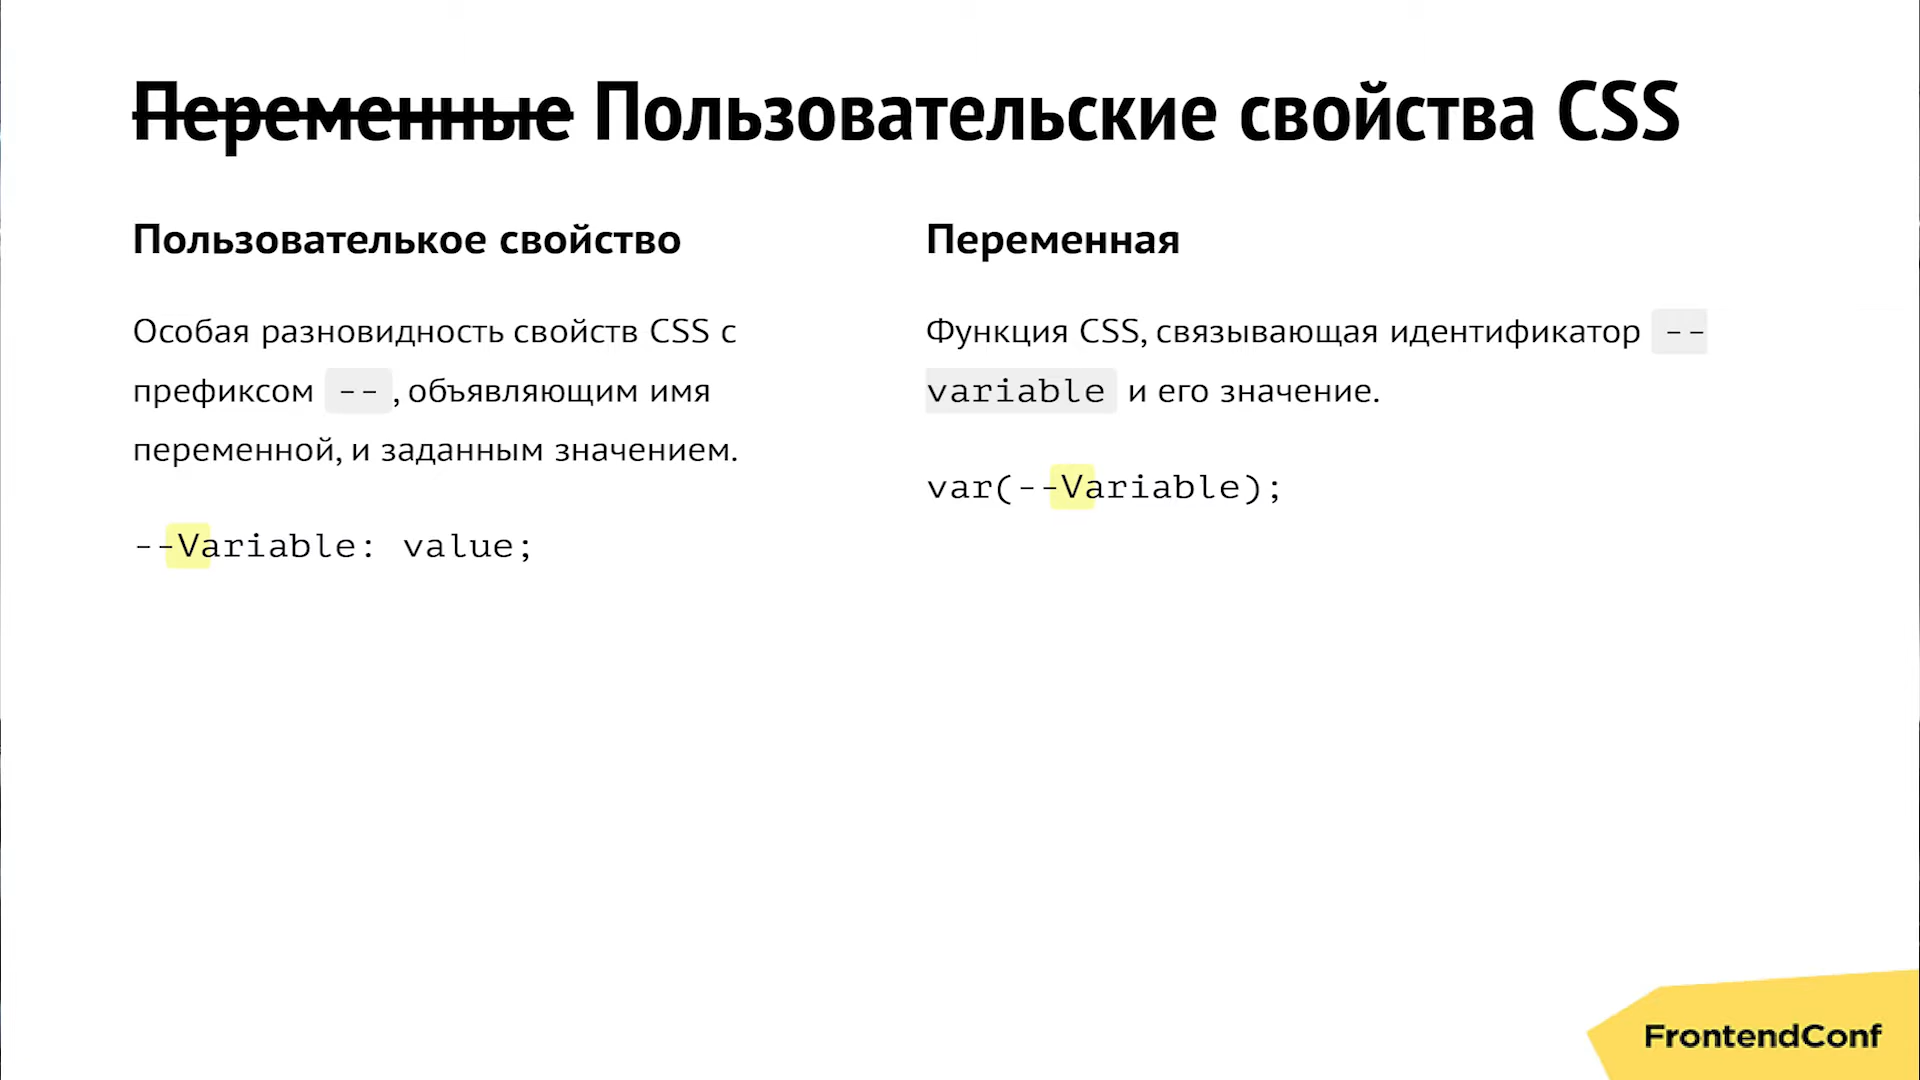 Переменные Пользовательские свойства CSS
Пользователькое свойство
Особая разновидность свойств CSS с
префиксом -- , объявляющим имя
переменной, и заданным значением.
--Variable: value;
Переменная
Функция CSS, связывающая идентификатор --
variable и его значение.
var(--Variable);
FrontendConf